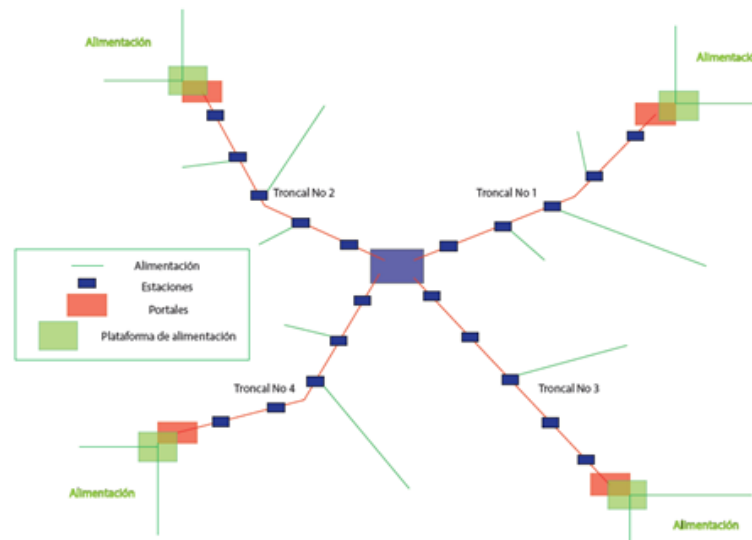 Alimentación
Alimentación
Troncal No 2
Troncal No 1
Alimentación
Estaciones
Portales
Plataforma de alimentación
Troncal No 4
Troncal No 3
Alimentación
Alimentación